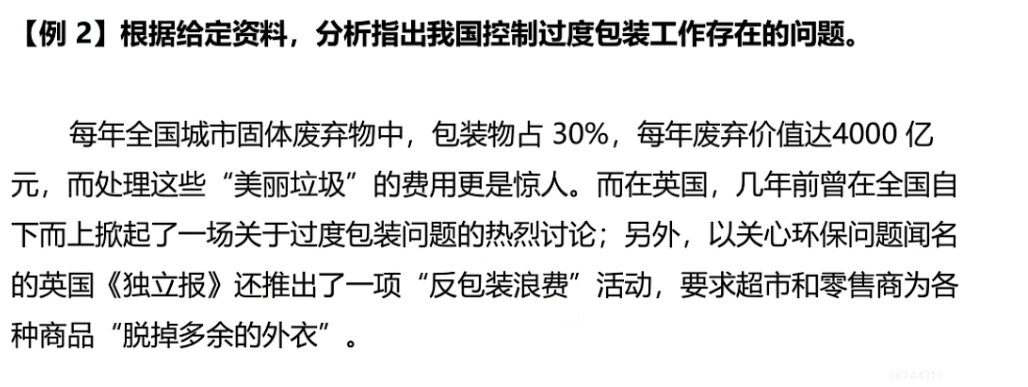 【例 2】根据给定资料，分析指出我国控制过度包装工作存在的问题。
每年全国城市固体废弃物中，包装物占 30%，每年废弃价值达4000 亿
元，而处理这些“美丽垃圾”的费用更是惊人。而在英国，几年前曾在全国自
下而上掀起了一场关于过度包装问题的热烈讨论；另外，以关心环保问题闻名
的英国《独立报》还推出了一项“反包装浪费”活动，要求超市和零售商为各
种商品“脱掉多余的外衣”。